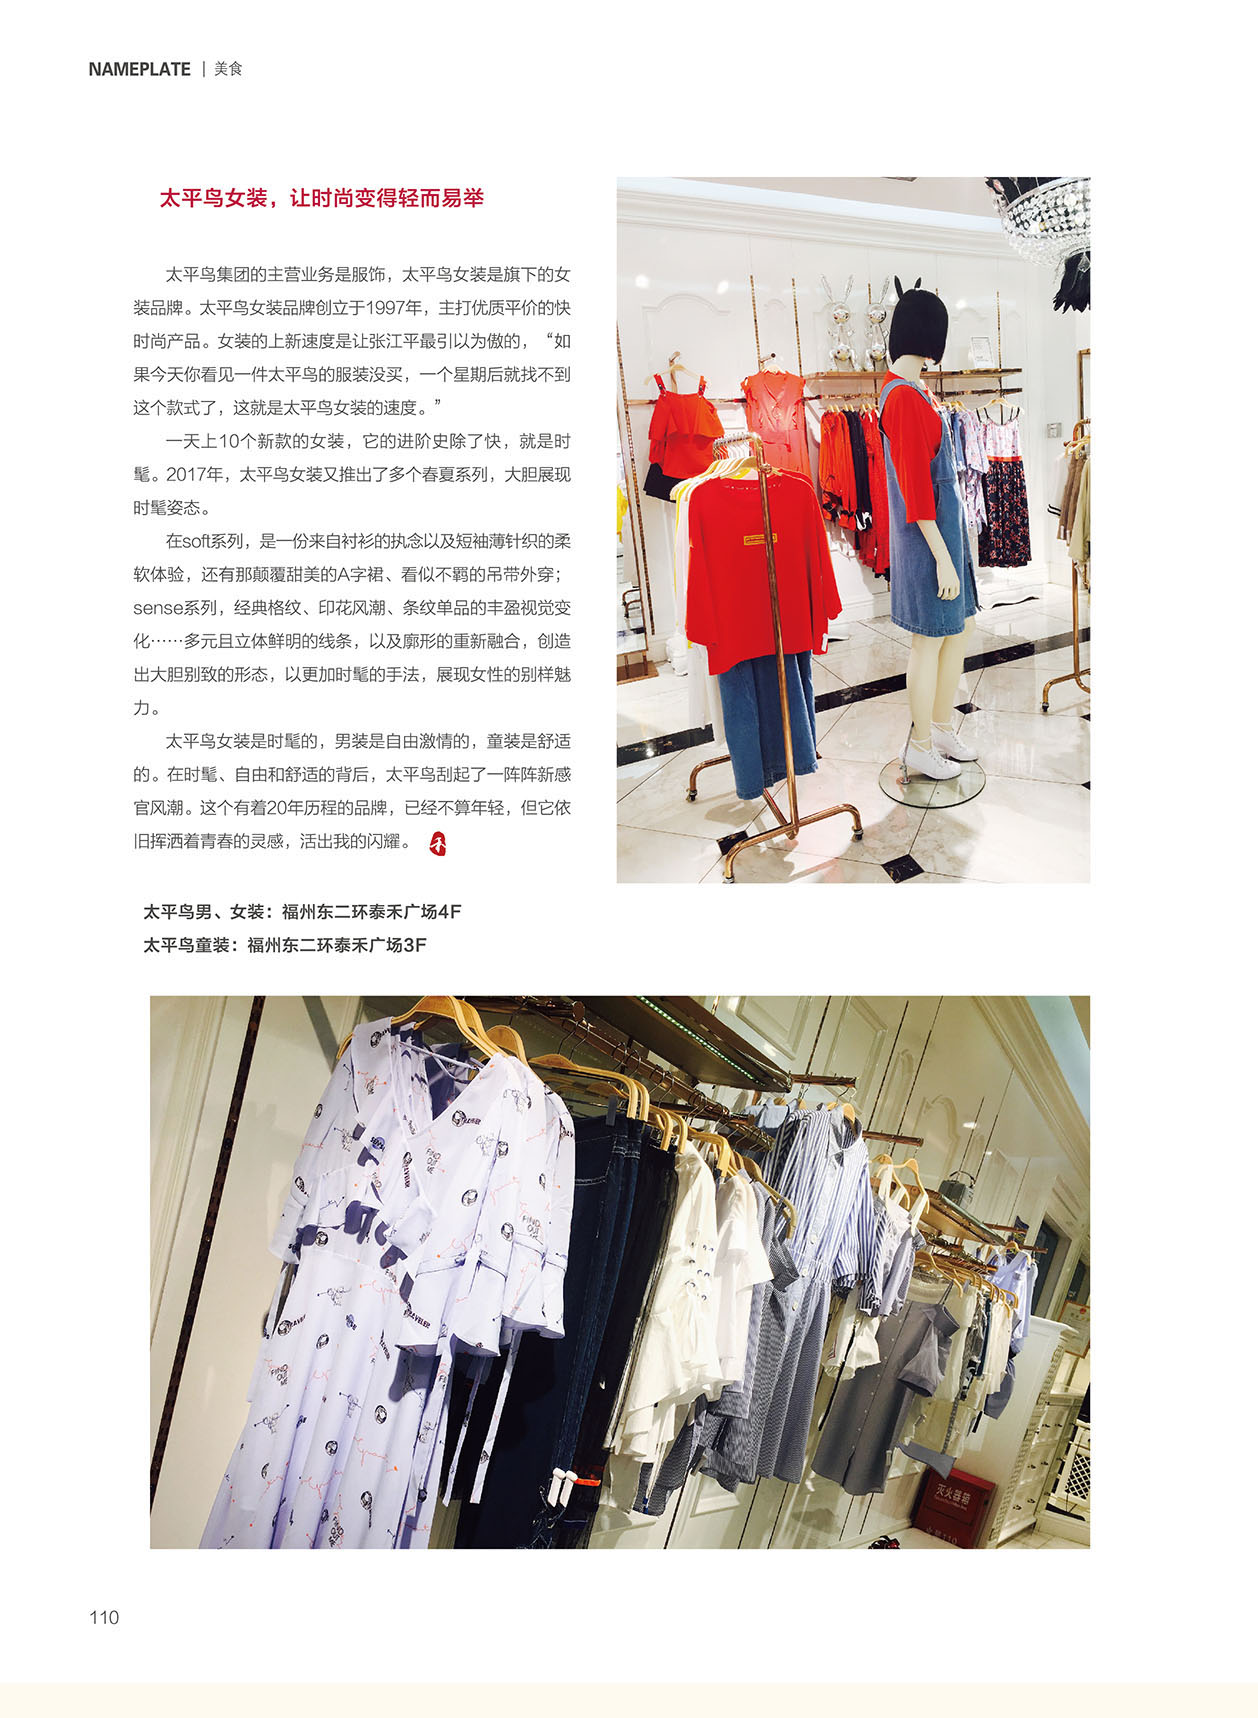 NAMEPLATE | 美食
太平鸟女装，让时尚变得轻而易举
太平鸟集团的主营业务是服饰，太平鸟女装是旗下的女
装品牌。太平鸟女装品牌创立于1997年，主打优质平价的快
时尚产品。女装的上新速度是让张江平最引以为傲的，“如
果今天你看见一件太平鸟的服装没买，一个星期后就找不到
这个款式了，这就是太平鸟女装的速度。”
一天上10个新款的女装，它的进阶史除了快，就是时
髦。2017年，太平鸟女装又推出了多个春夏系列，大胆展现
时髦姿态。
在soft系列，是一份来自衬衫的执念以及短袖薄针织的柔
软体验，还有那颠覆甜美的A字裙、看似不羁的吊带外穿；
sense系列，经典格纹、印花风潮、条纹单品的丰盈视觉变
化……多元且立体鲜明的线条，以及廓形的重新融合，创造
出大胆别致的形态，以更加时髦的手法，展现女性的别样魅
力。
太平鸟女装是时髦的，男装是自由激情的，童装是舒适
的。在时髦、自由和舒适的背后，太平鸟刮起了一阵阵新感
官风潮。这个有着20年历程的品牌，已经不算年轻，但它依
旧挥洒着青春的灵感，活出我的闪耀。
太平鸟男、女装：福州东二环泰禾广场4F
太平鸟童装：福州东二环泰禾广场3F
FIND
OUT
ME
TRAVELER
灭火器箱
110